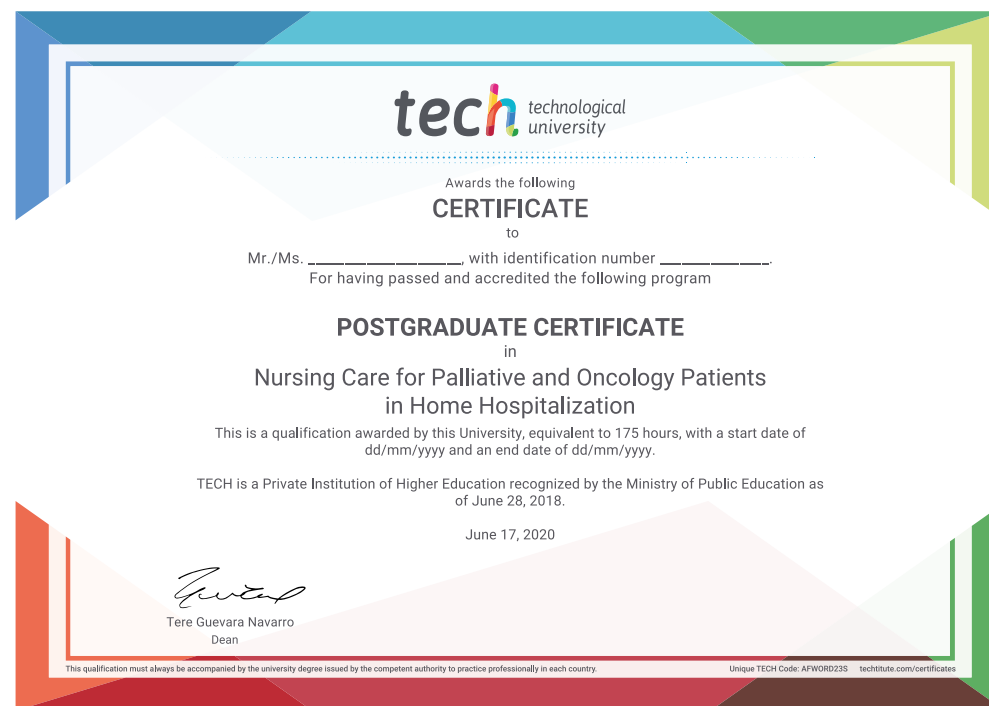 tech technological
university
Awards the following
CERTIFICATE
to
Mr./Ms. ____________________, with identification number ______________.
For having passed and accredited the following program
POSTGRADUATE CERTIFICATE
in
Nursing Care for Palliative and Oncology Patients
in Home Hospitalization
This is a qualification awarded by this University, equivalent to 175 hours, with a start date of
dd/mm/yyyy and an end date of dd/mm/yyyy.
TECH is a Private Institution of Higher Education recognized by the Ministry of Public Education as
of June 28, 2018.
June 17, 2020
Tere Guevara Navarro
Dean
This qualification must always be accompanied by the university degree issued by the competent authority to practice professionally in each country. Unique TECH Code: AFWORD23S techtitute.com/certificates